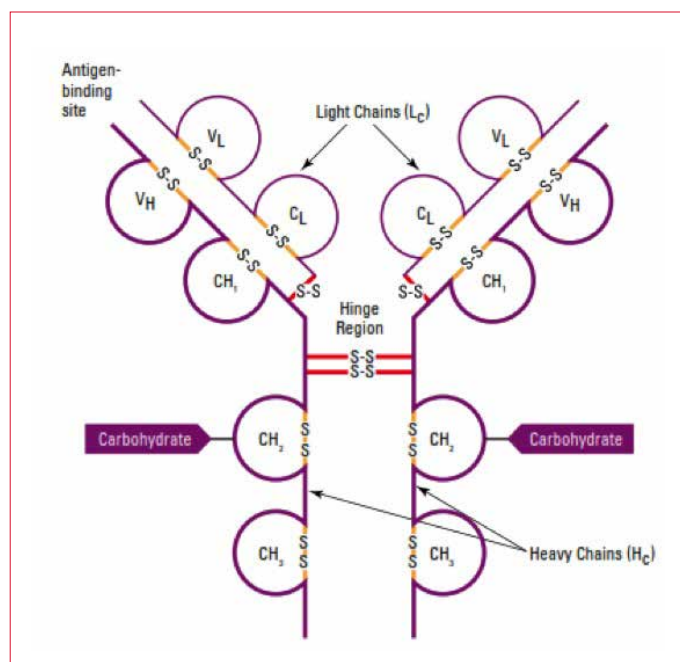 Antigen-
binding
site
Light Chains (LC)
VL
VL
S-S
S-S
S-S
S-S
VH
VH
CL
CL
S-S
S-S
S-S
S-S
CH1
CH1
S-S
S-S
Hinge
Region
S-S
S-S
Carbohydrate
CH2
S
S
S
S
CH2
Carbohydrate
CH3
S
S
S
S
CH3
Heavy Chains (HC)